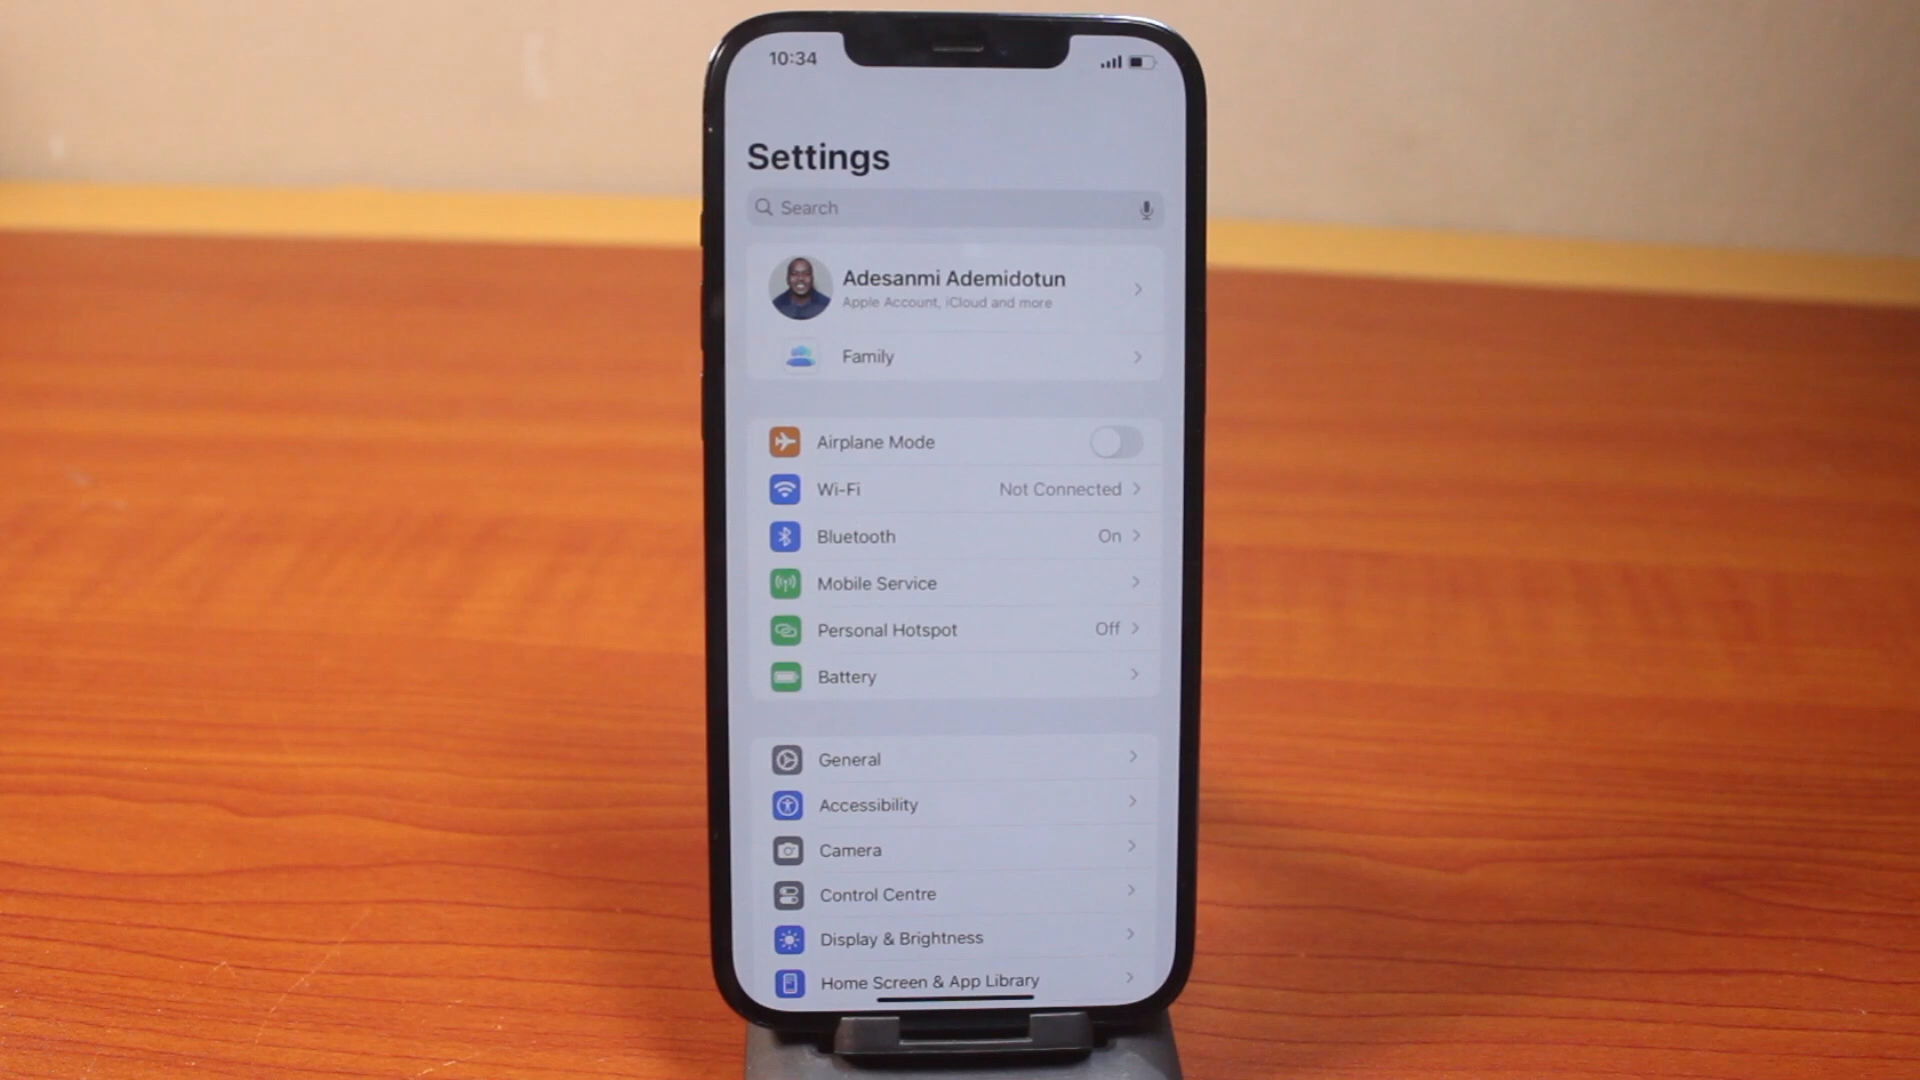 10:34
Settings
Search
Adesanmi Ademidotun
Apple Account, iCloud and more
Family
Airplane Mode
Wi-Fi Not Connected
Bluetooth On
Mobile Service
Personal Hotspot Off
Battery
General
Accessibility
Camera
Control Centre
Display & Brightness
Home Screen & App Library